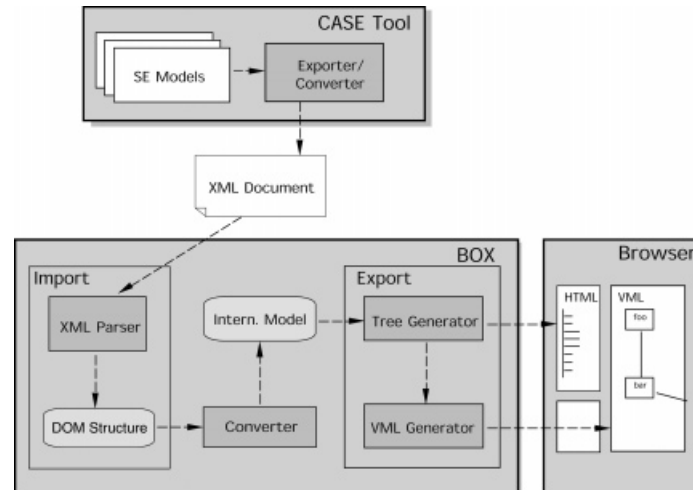 CASE Tool
SE Models
Exporter/
Converter
XML Document
BOX
Browser
Import
Export
HTML
VML
XML Parser
Intern. Model
Tree Generator
foo
bar
DOM Structure
Converter
VML Generator